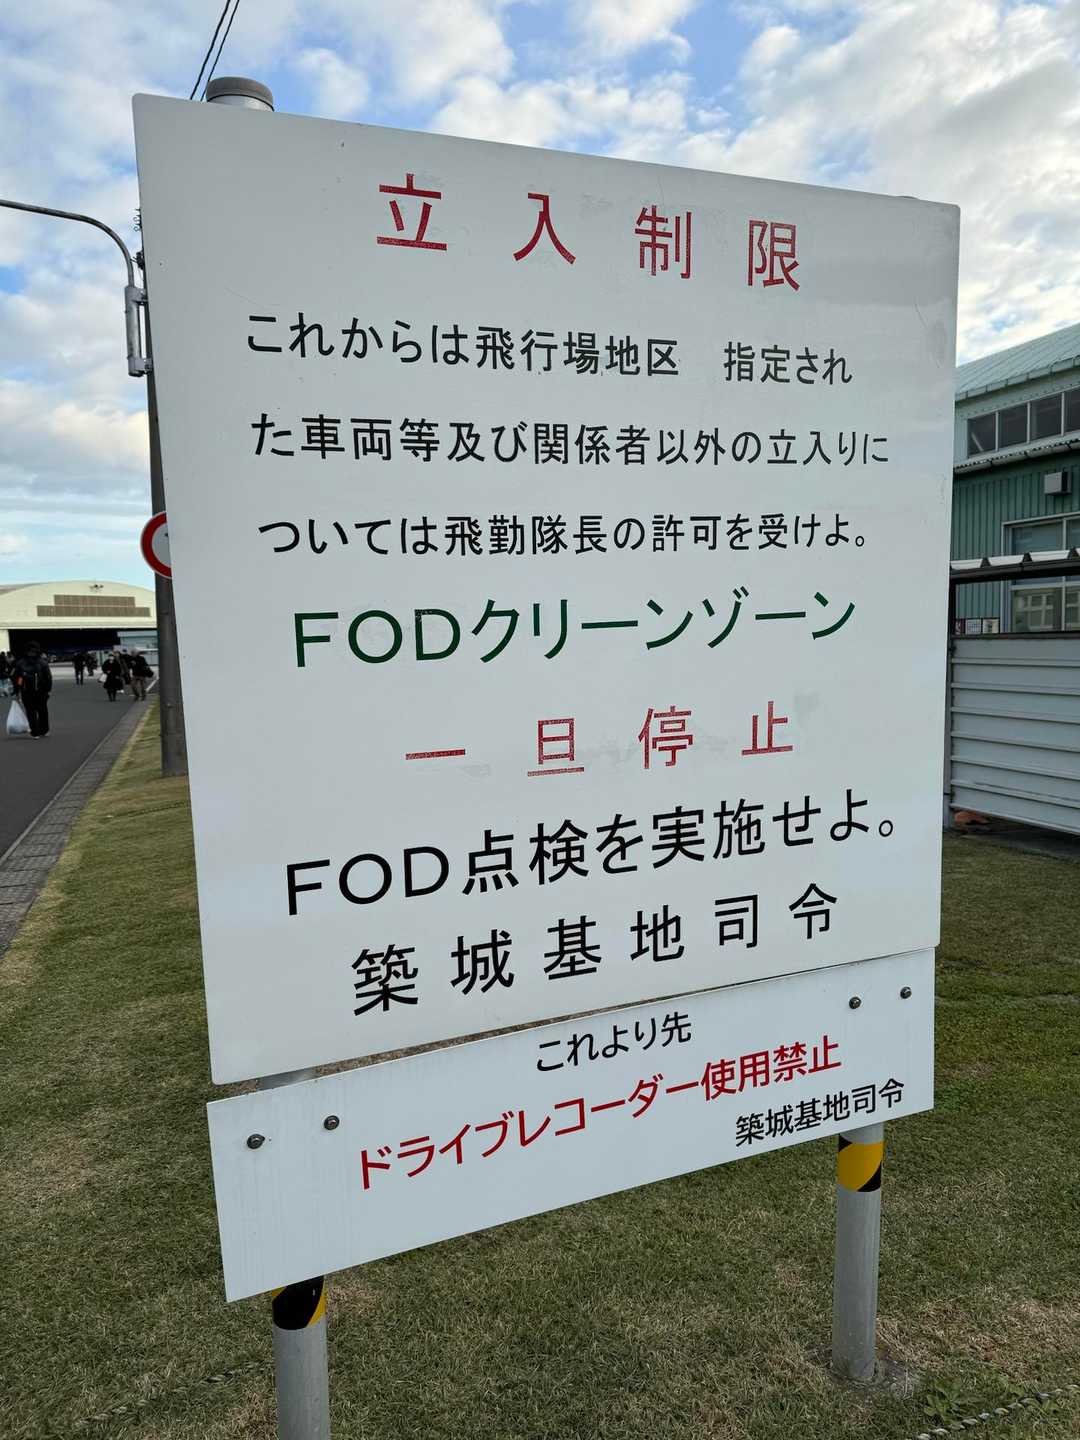 立入制限
これからは飛行場地区　指定され
た車両等及び関係者以外の立入りに
ついては飛勤隊長の許可を受けよ。
FODクリーンゾーン
一旦停止
FOD点検を実施せよ。
築城基地司令
これより先
ドライブレコーダー使用禁止
築城基地司令